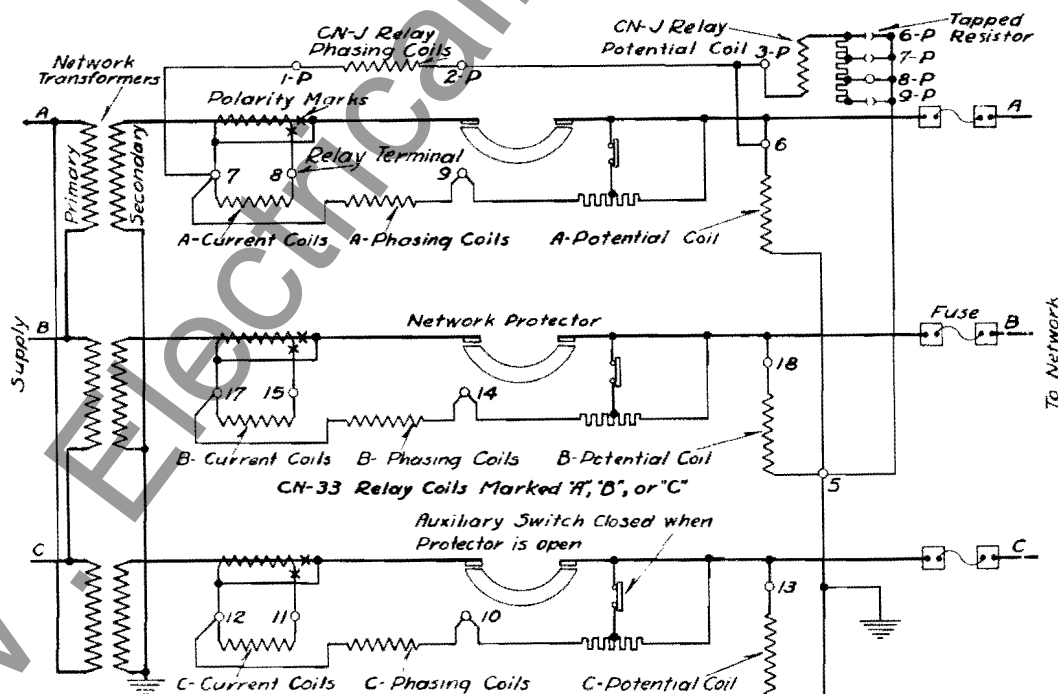 CN-J Relay
Phasing Coils
CN-J Relay
Potential Coil
Tapped
Resistor
Network
Transformers
1-P
2-P
3-P
6-P
7-P
8-P
9-P
Polarity Marks
A
A
Primary
Secondary
7
8
Relay Terminal
9
6
A-Current Coils
A-Phasing Coils
A-Potential Coil
Supply
B
Network Protector
Fuse
B
To Network
17
15
14
18
B- Current Coils
B- Phasing Coils
B-Potential Coil
5
CN-33 Relay Coils Marked "A", "B", or "C"
Auxiliary Switch Closed when
Protector is open
C
C
12
11
10
13
C-Current Coils
C-Phasing Coils
C-Potential Coil
. Electrical